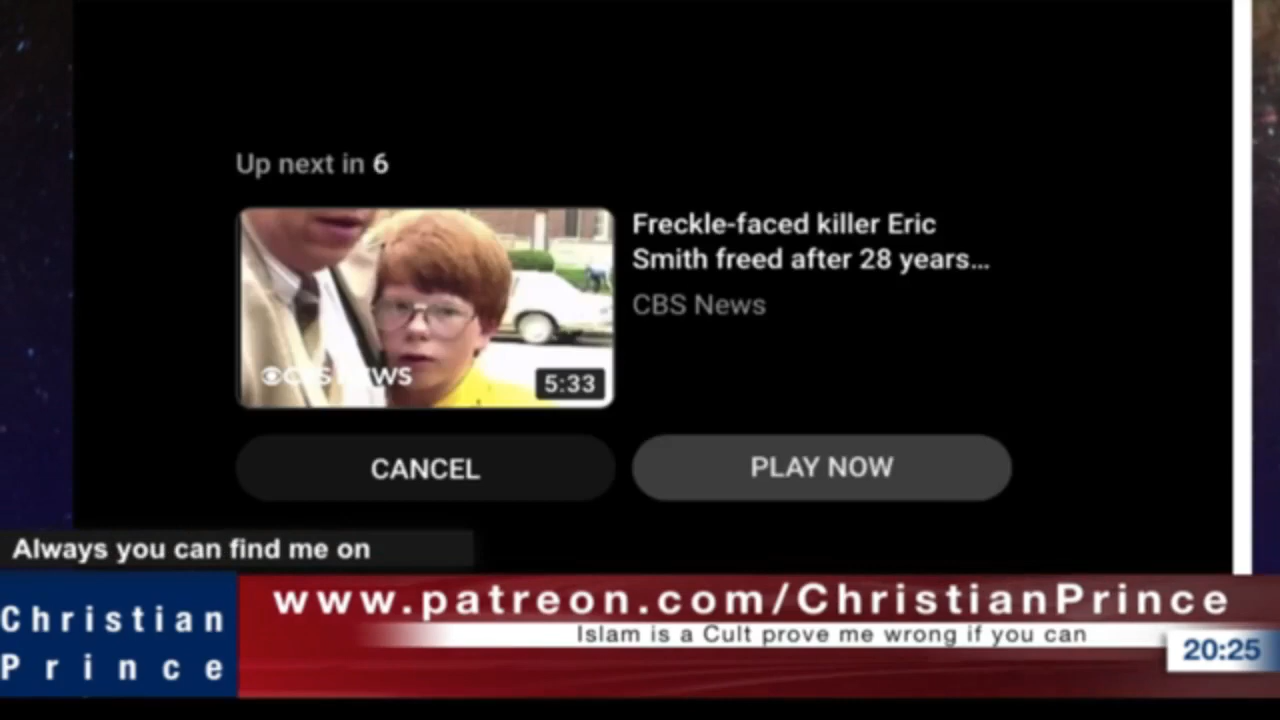 Up next in 6
Freckle-faced killer Eric
Smith freed after 28 years...
CBS News
CBS NEWS
5:33
CANCEL
PLAY NOW
Always you can find me on
Christian
Prince
www.patreon.com/ChristianPrince
Islam is a Cult prove me wrong if you can
20:25